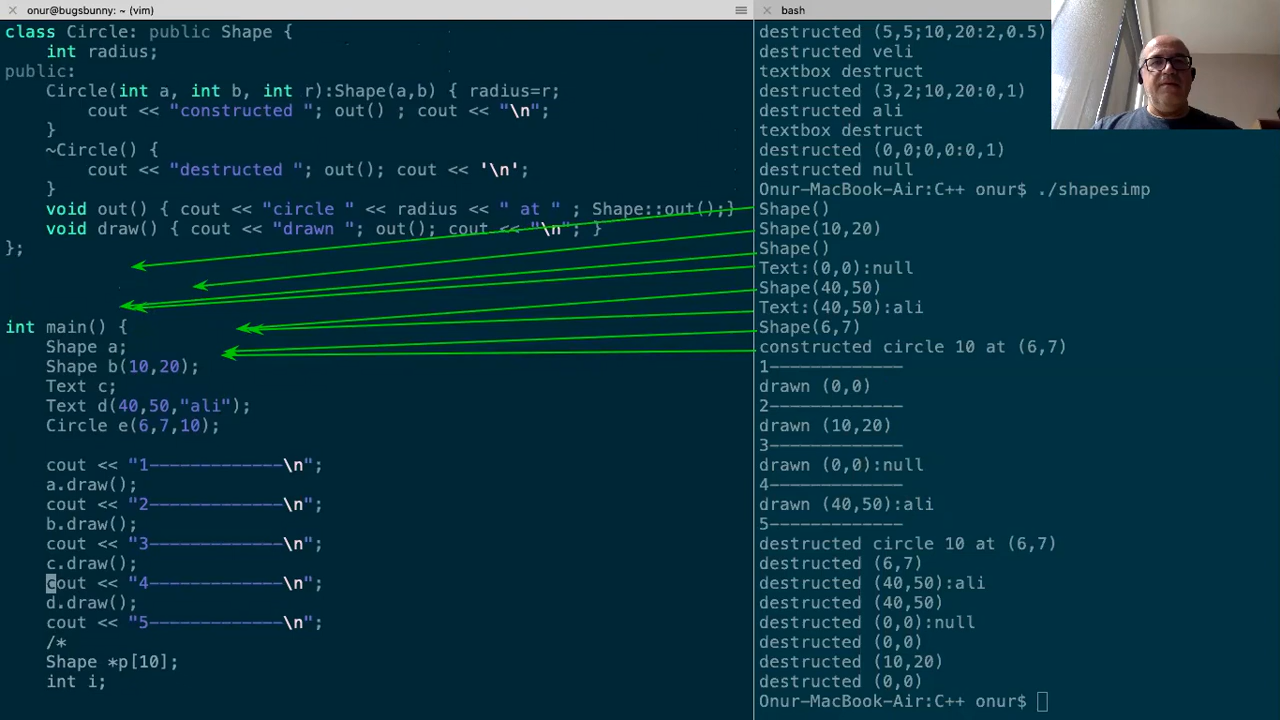 onur@bugsbunny: ~ (vim)
class Circle: public Shape {
    int radius;
public:
    Circle(int a, int b, int r):Shape(a,b) { radius=r;
        cout << "constructed "; out() ; cout << "\n";
    }
    ~Circle() {
        cout << "destructed "; out(); cout << '\n';
    }
    void out() { cout << "circle " << radius << " at " ; Shape::out();}
    void draw() { cout << "drawn "; out(); cout << "\n"; }
};
int main() {
    Shape a;
    Shape b(10,20);
    Text c;
    Text d(40,50,"ali");
    Circle e(6,7,10);
    cout << "1-------------\n";
    a.draw();
    cout << "2-------------\n";
    b.draw();
    cout << "3-------------\n";
    c.draw();
    cout << "4-------------\n";
    d.draw();
    cout << "5-------------\n";
    /*
    Shape *p[10];
    int i;
bash
destructed (5,5;10,20:2,0.5)
destructed veli
textbox destruct
destructed (3,2;10,20:0,1)
destructed ali
textbox destruct
destructed (0,0;0,0:0,1)
destructed null
Onur-MacBook-Air:C++ onur$ ./shapesimp
Shape()
Shape(10,20)
Shape()
Text:(0,0):null
Shape(40,50)
Text:(40,50):ali
Shape(6,7)
constructed circle 10 at (6,7)
1-------------
drawn (0,0)
2-------------
drawn (10,20)
3-------------
drawn (0,0):null
4-------------
drawn (40,50):ali
5-------------
destructed circle 10 at (6,7)
destructed (6,7)
destructed (40,50):ali
destructed (40,50)
destructed (0,0):null
destructed (0,0)
destructed (10,20)
destructed (0,0)
Onur-MacBook-Air:C++ onur$